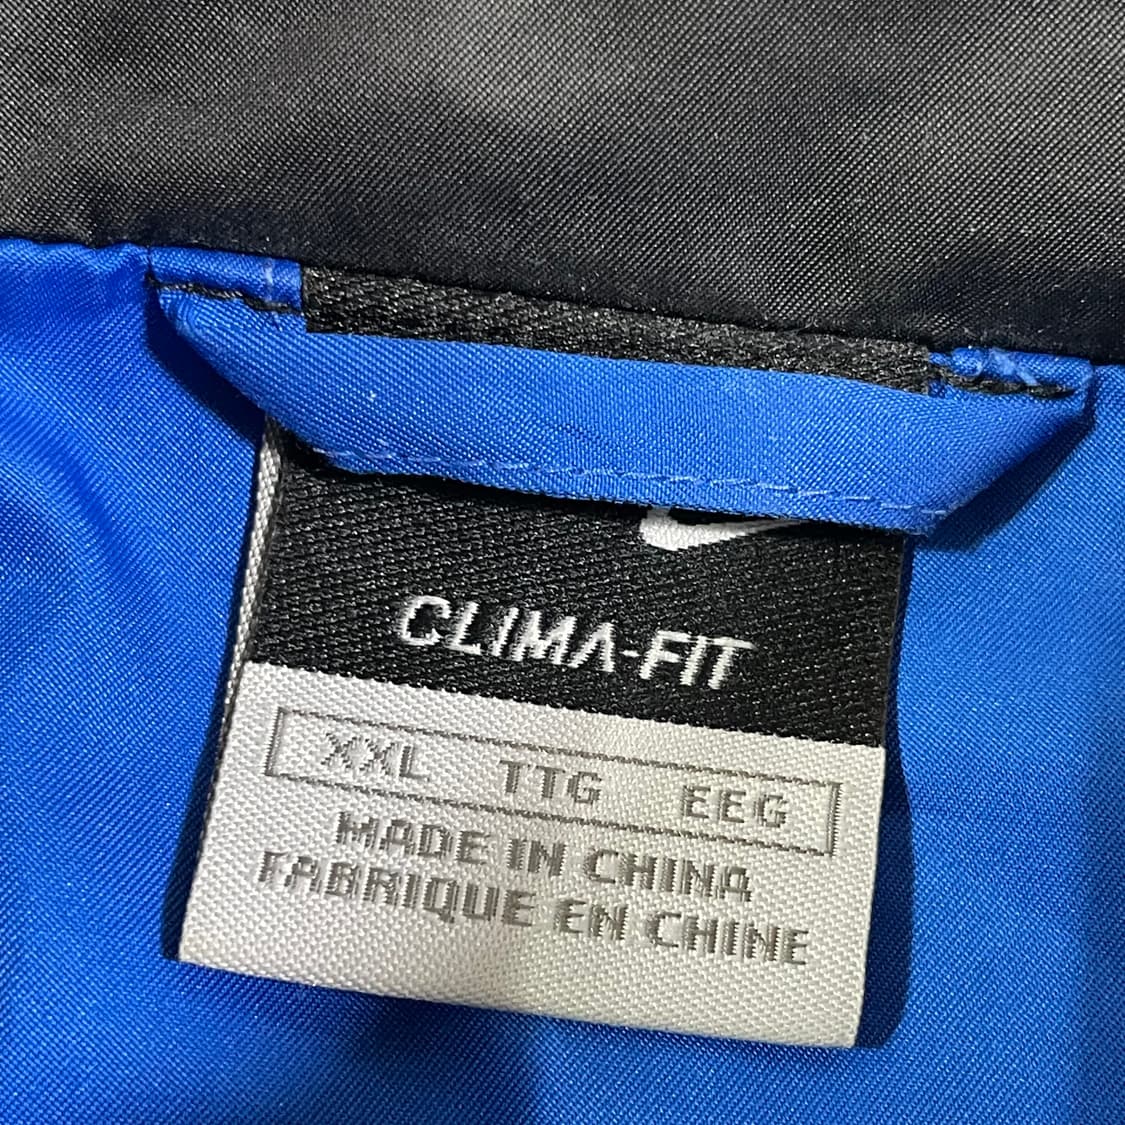 CLIMA-FIT
XXL TTG EEG
MADE IN CHINA
FABRIQUE EN CHINE